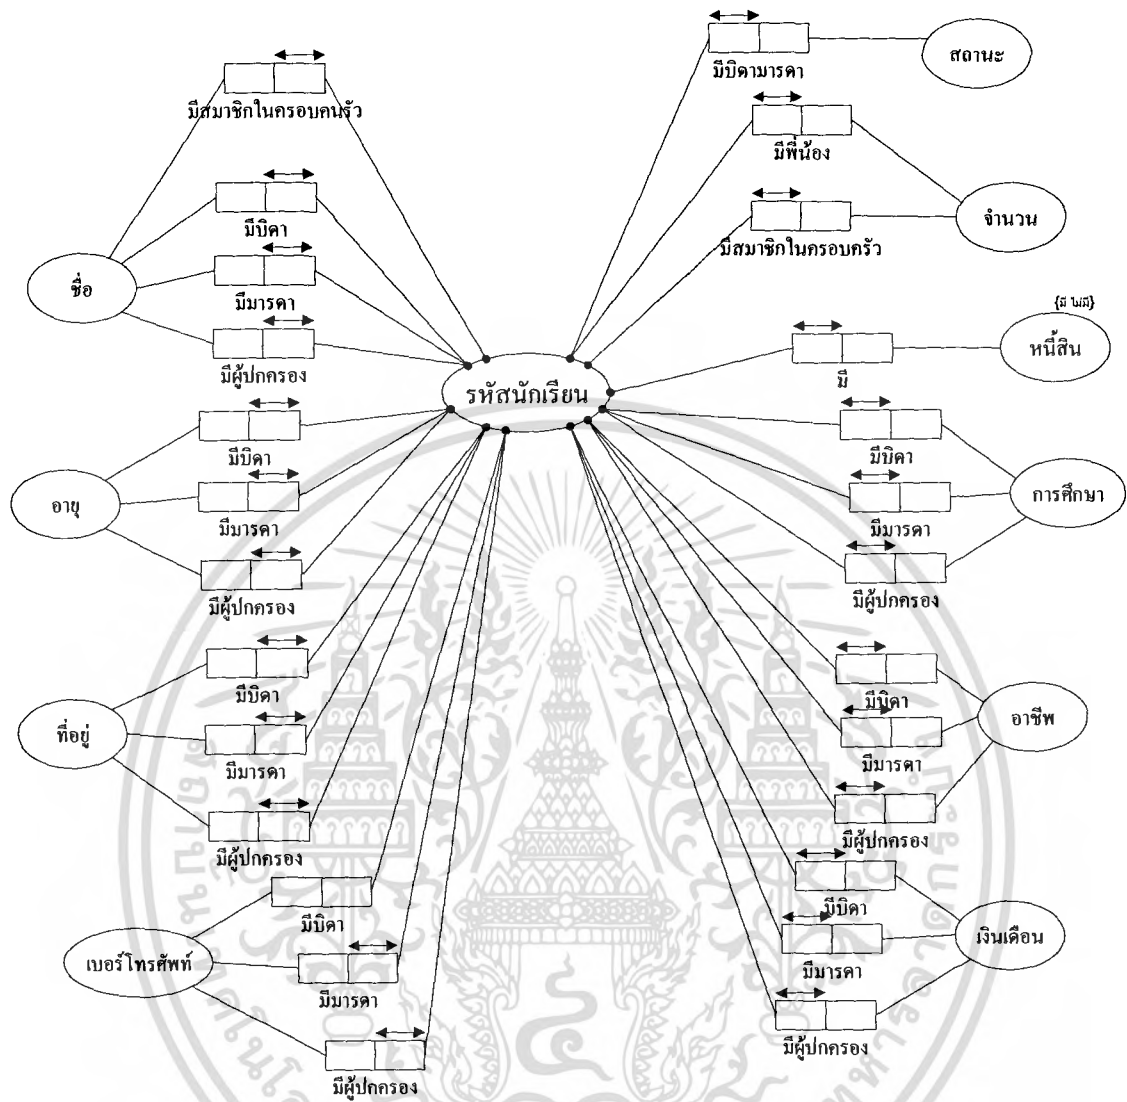 มีบิดามารดา
สถานะ
มีสมาชิกในครอบคนรัว
มีพี่น้อง
จำนวน
มีสมาชิกในครอบครัว
มีบิดา
ชื่อ
มีมารดา
มีผู้ปกครอง
{มี ไม่มี}
หนี้สิน
มี
รหัสนักเรียน
อายุ
มีบิดา
มีมารดา
มีผู้ปกครอง
การศึกษา
มีบิดา
มีมารดา
มีผู้ปกครอง
ที่อยู่
มีบิดา
มีมารดา
มีผู้ปกครอง
อาชีพ
มีบิดา
มีมารดา
มีผู้ปกครอง
เบอร์โทรศัพท์
มีบิดา
มีมารดา
มีผู้ปกครอง
เงินเดือน
มีบิดา
มีมารดา
มีผู้ปกครอง